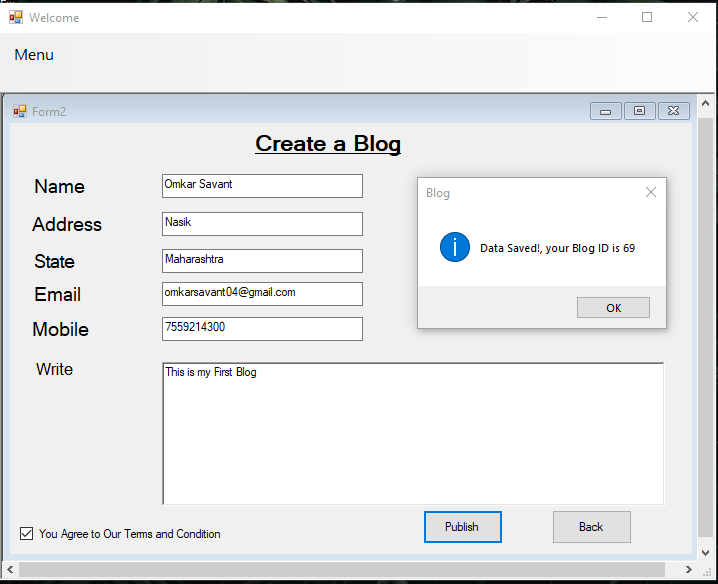 Welcome
Menu
Form2
Create a Blog
Name
Omkar Savant
Address
Nasik
State
Maharashtra
Email
omkarsavant04@gmail.com
Mobile
7559214300
Write
This is my First Blog
Blog
Data Saved!, your Blog ID is 69
OK
You Agree to Our Terms and Condition
Publish
Back